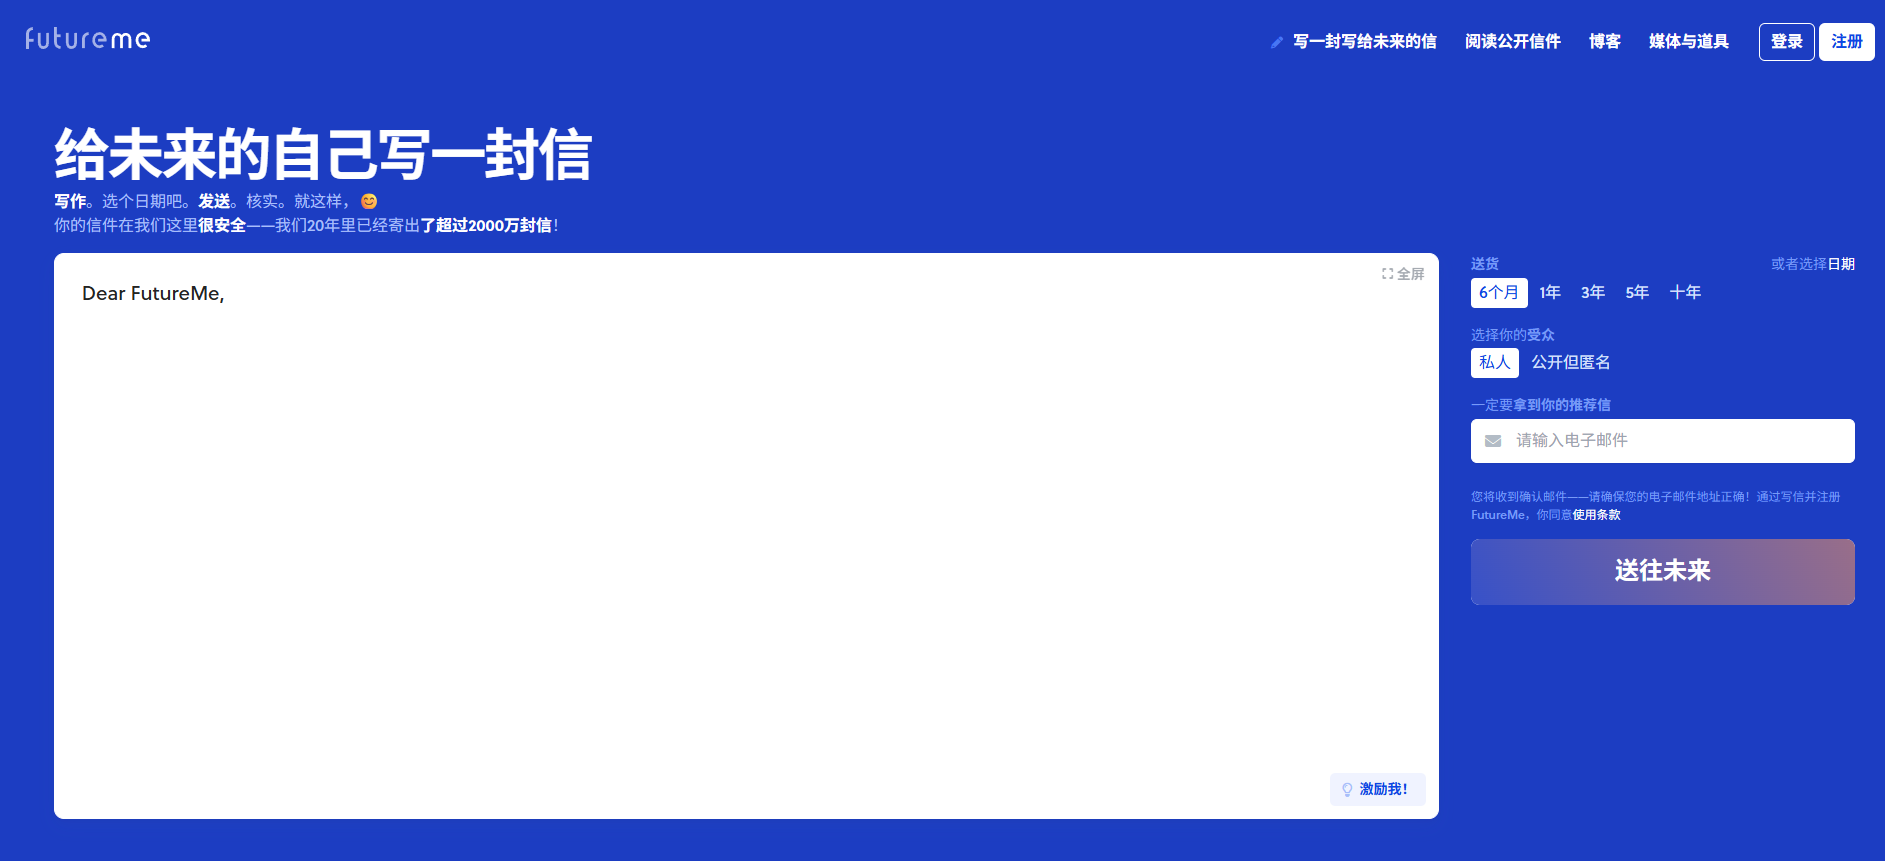 futureme
写一封写给未来的信 阅读公开信件 博客 媒体与道具 登录 注册
给未来的自己写一封信
写作。选个日期吧。发送。核实。就这样，😊
你的信件在我们这里很安全——我们20年里已经寄出了超过2000万封信！
全屏
Dear FutureMe,
激励我！
送货 或者选择日期
6个月 1年 3年 5年 十年
选择你的受众
私人 公开但匿名
一定要拿到你的推荐信
请输入电子邮件
您将收到确认邮件——请确保您的电子邮件地址正确！通过写信并注册
FutureMe，你同意使用条款
送往未来